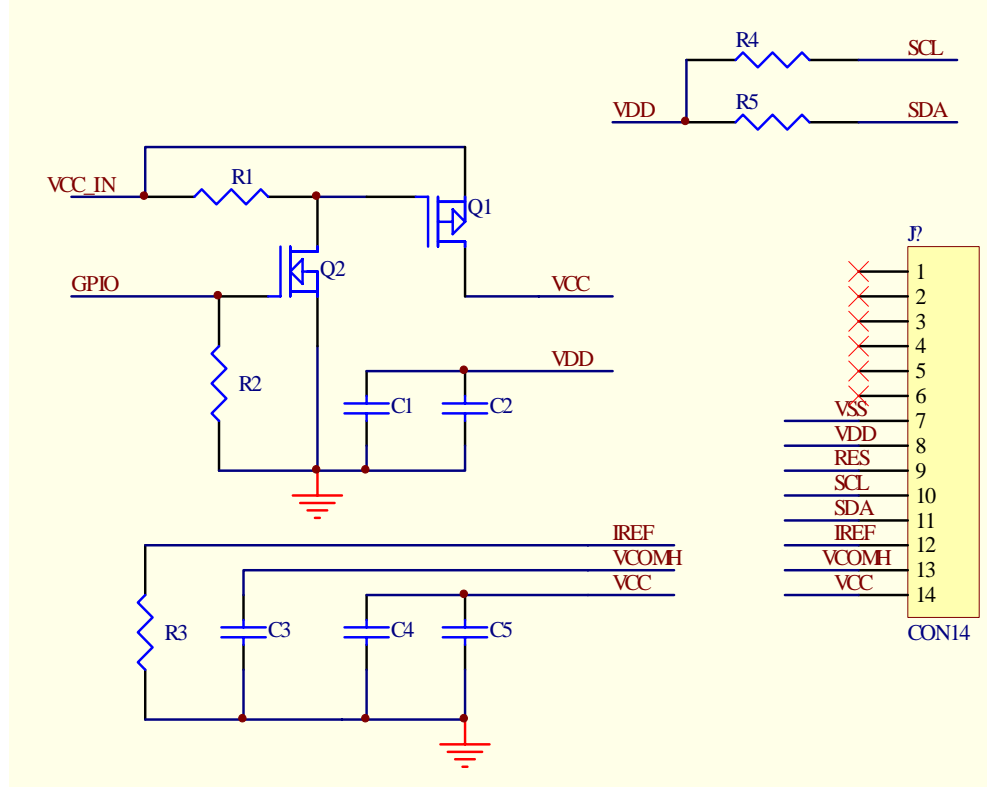 R4
SCL
VDD
R5
SDA
VCC_IN
R1
Q1
Q2
GPIO
VCC
R2
VDD
C1
C2
J?
1
2
3
4
5
6
VSS 7
VDD 8
RES 9
SCL 10
SDA 11
IREF 12
VCOMH 13
VCC 14
CON14
IREF
VCOMH
VCC
R3
C3
C4
C5